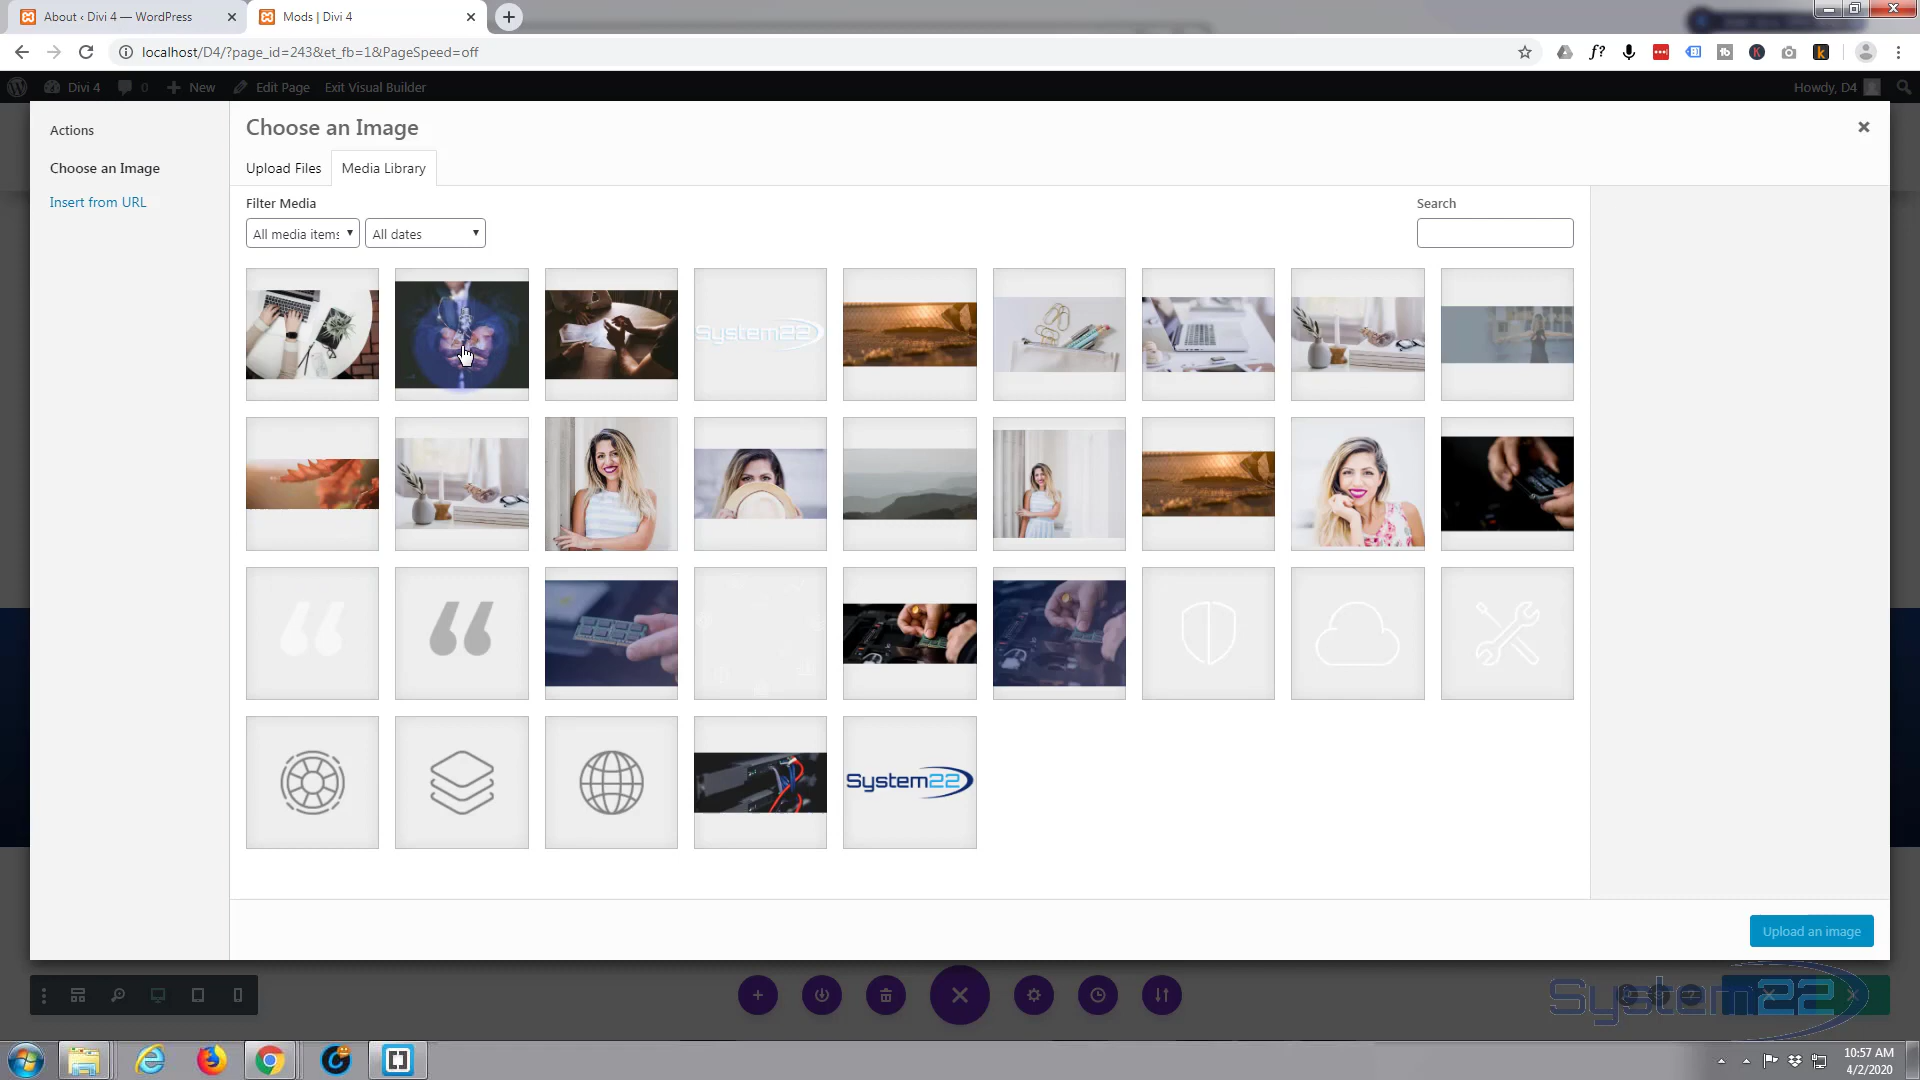 About ‹ Divi 4 — WordPress
Mods | Divi 4
localhost/D4/?page_id=243&et_fb=1&PageSpeed=off
Divi 4
0
New
Edit Page
Exit Visual Builder
Howdy, D4
Actions
Choose an Image
Insert from URL
Choose an Image
Upload Files
Media Library
Filter Media
All media items
All dates
Search
System22
System22
Upload an image
System22
10:57 AM
4/2/2020